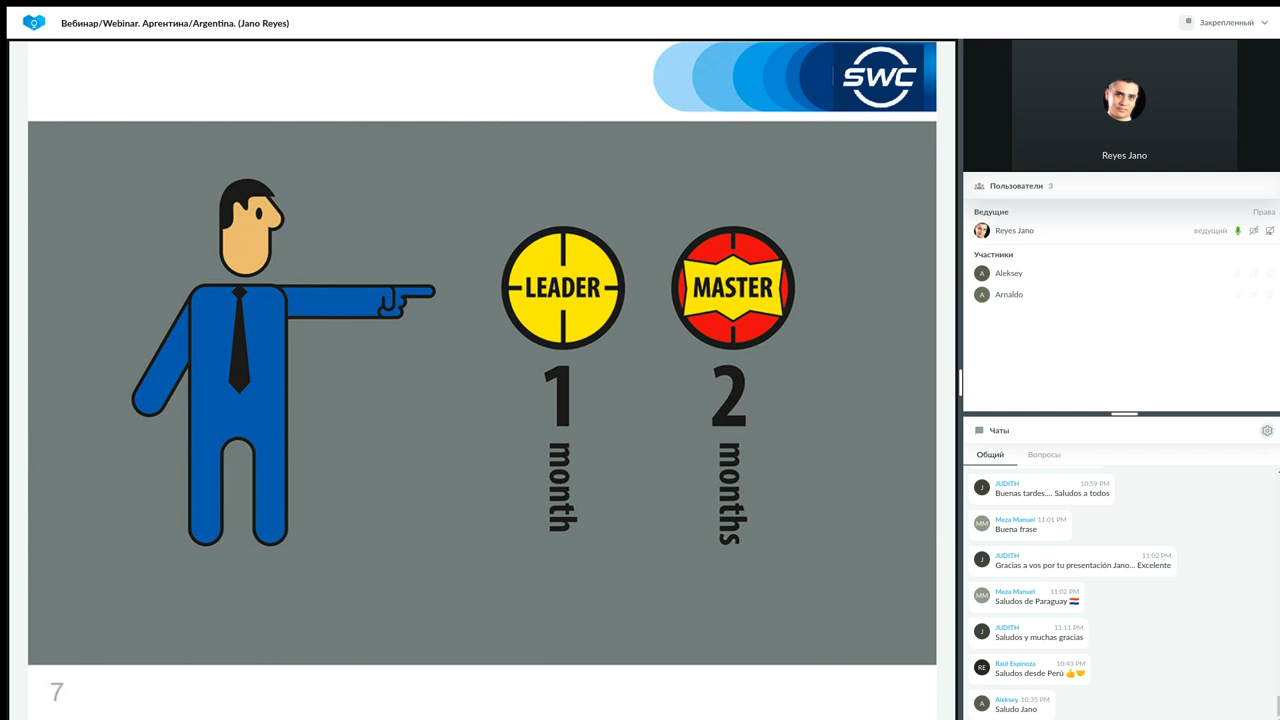 Вебинар/Webinar. Аргентина/Argentina. (Jano Reyes)
Закрепленный
SWC
LEADER
MASTER
1
month
2
months
7
Reyes Jano
Пользователи 3
Ведущие
Права
Reyes Jano
ведущий
Участники
A
Aleksey
A
Arnaldo
Чаты
Общий
Вопросы
J
JUDITH 10:59 PM
Buenas tardes.... Saludos a todos
MM
Meza Manuel 11:01 PM
Buena frase
J
JUDITH 11:02 PM
Gracias a vos por tu presentación Jano... Excelente
MM
Meza Manuel 11:02 PM
Saludos de Paraguay 🇵🇾
J
JUDITH 11:11 PM
Saludos y muchas gracias
RE
Raúl Espinoza 10:43 PM
Saludos desde Perú 👍🤝
A
Aleksey 10:35 PM
Saludo Jano